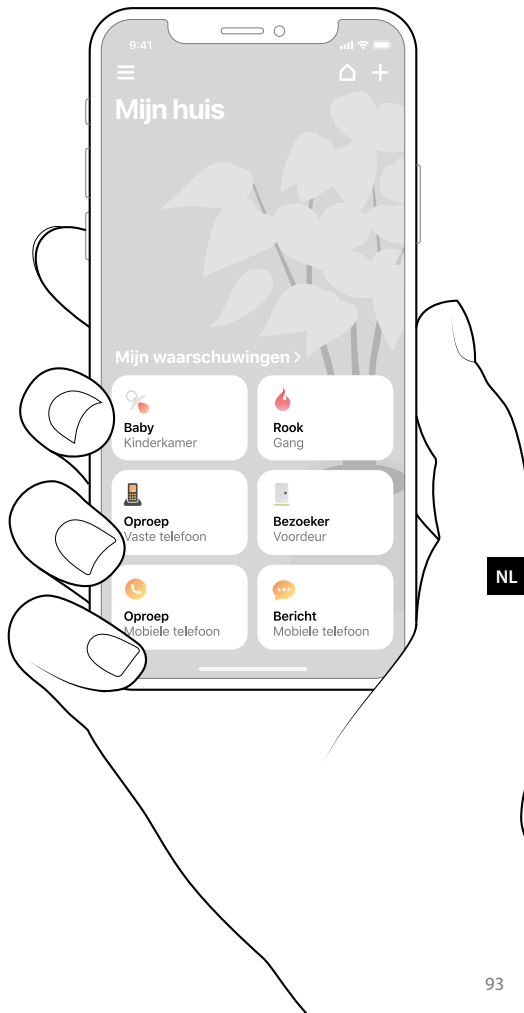 9:41
Mijn huis
Mijn waarschuwingen >
Baby
Kinderkamer
Rook
Gang
Oproep
Vaste telefoon
Bezoeker
Voordeur
Oproep
Mobiele telefoon
Bericht
Mobiele telefoon
NL
93